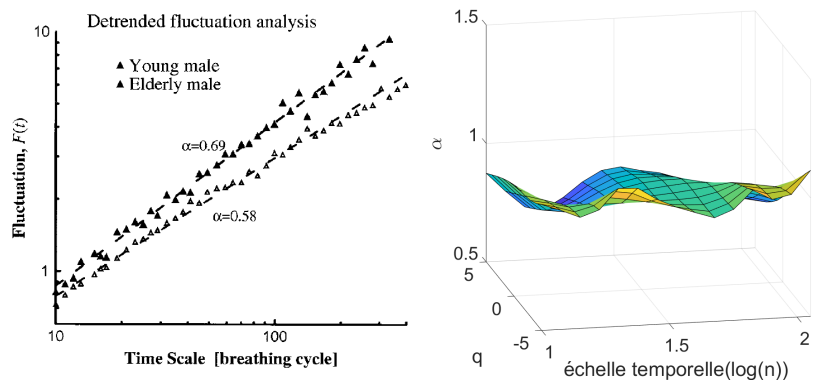 Detrended fluctuation analysis
▲ Young male
▲ Elderly male
10
1
Fluctuation, F(t)
α=0.69
α=0.58
10
100
Time Scale [breathing cycle]
1.5
1
0.5
α
5
0
-5
q
1
1.5
2
échelle temporelle(log(n))